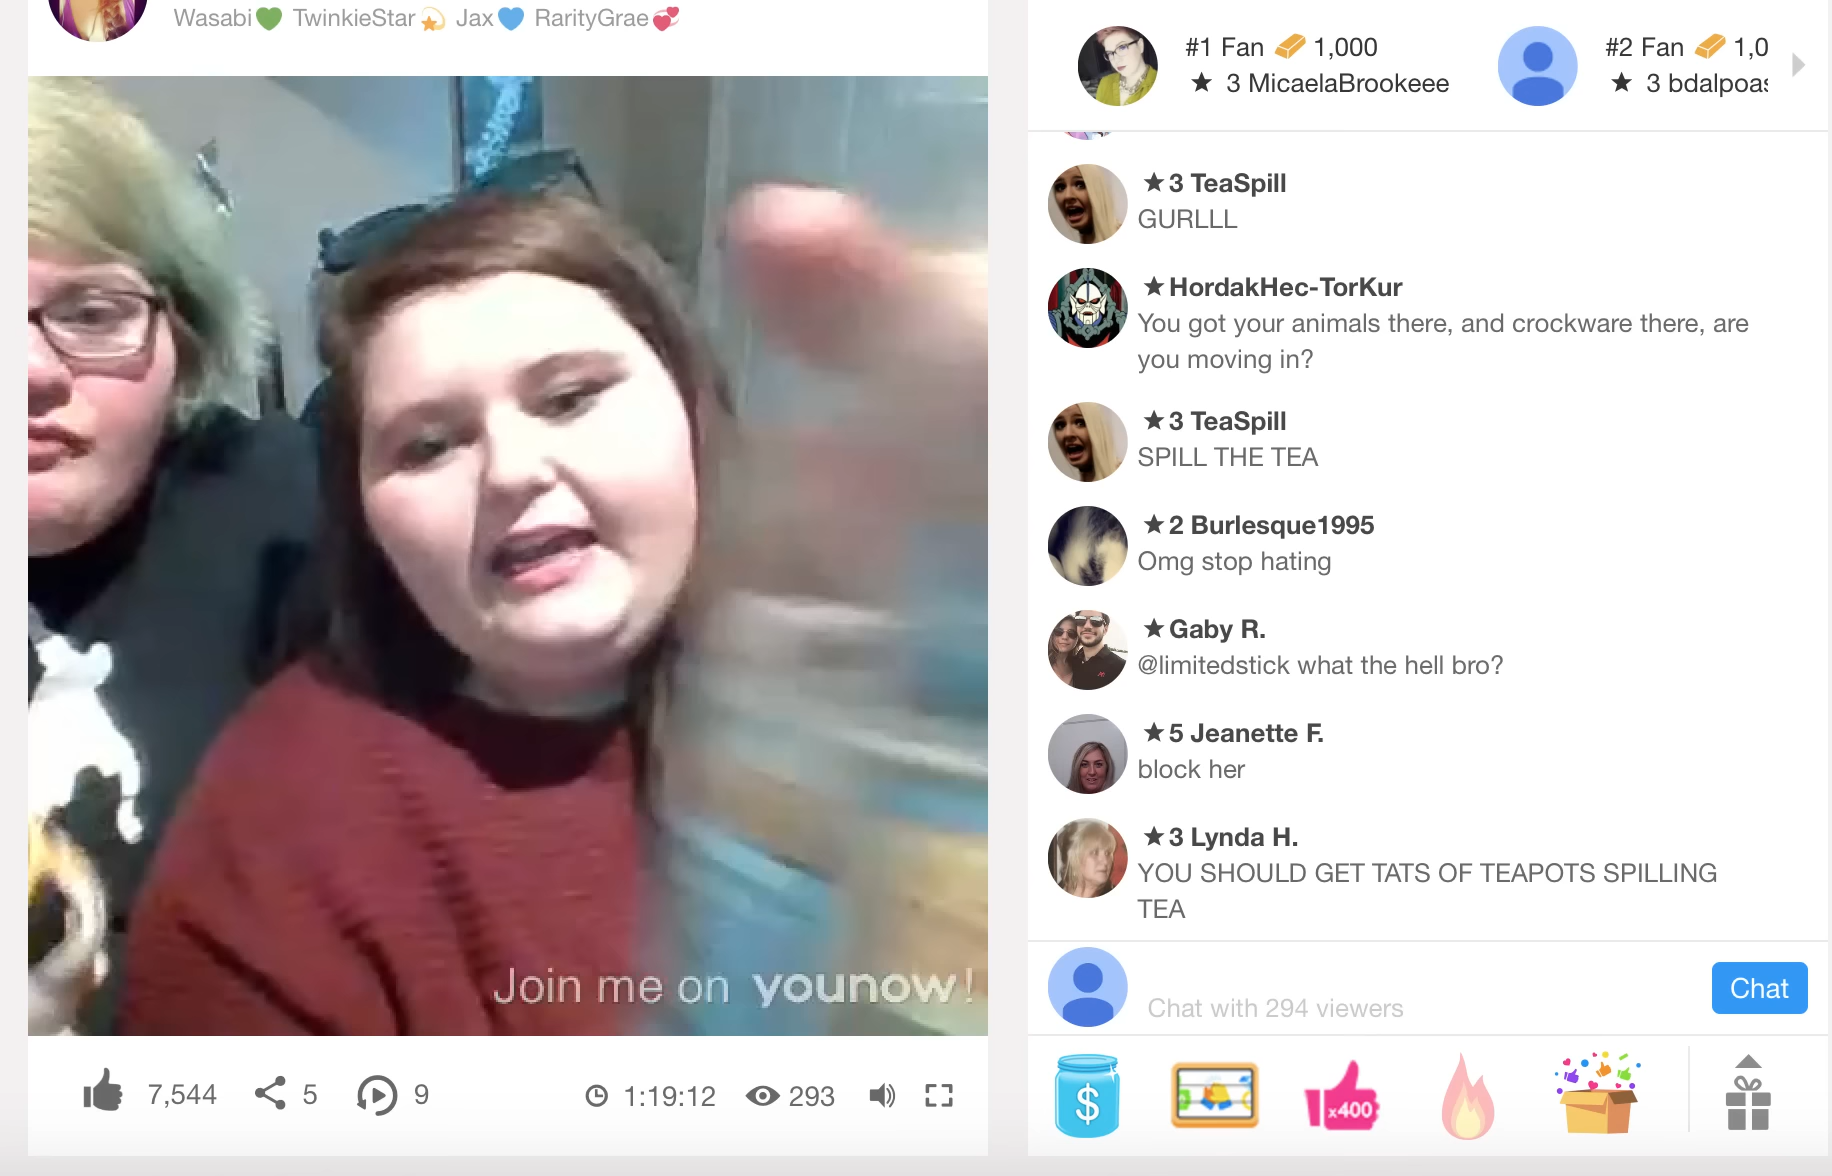 Wasabi💚 TwinkieStar💫 Jax💙 RarityGrae💞
Join me on younow!
7,544 5 9 1:19:12 293
#1 Fan 1,000
★ 3 MicaelaBrookeee
#2 Fan 1,0
★ 3 bdalpoas
★3 TeaSpill
GURLLL
★HordakHec-TorKur
You got your animals there, and crockware there, are
you moving in?
★3 TeaSpill
SPILL THE TEA
★2 Burlesque1995
Omg stop hating
★Gaby R.
@limitedstick what the hell bro?
★5 Jeanette F.
block her
★3 Lynda H.
YOU SHOULD GET TATS OF TEAPOTS SPILLING
TEA
Chat with 294 viewers
Chat
$
x400